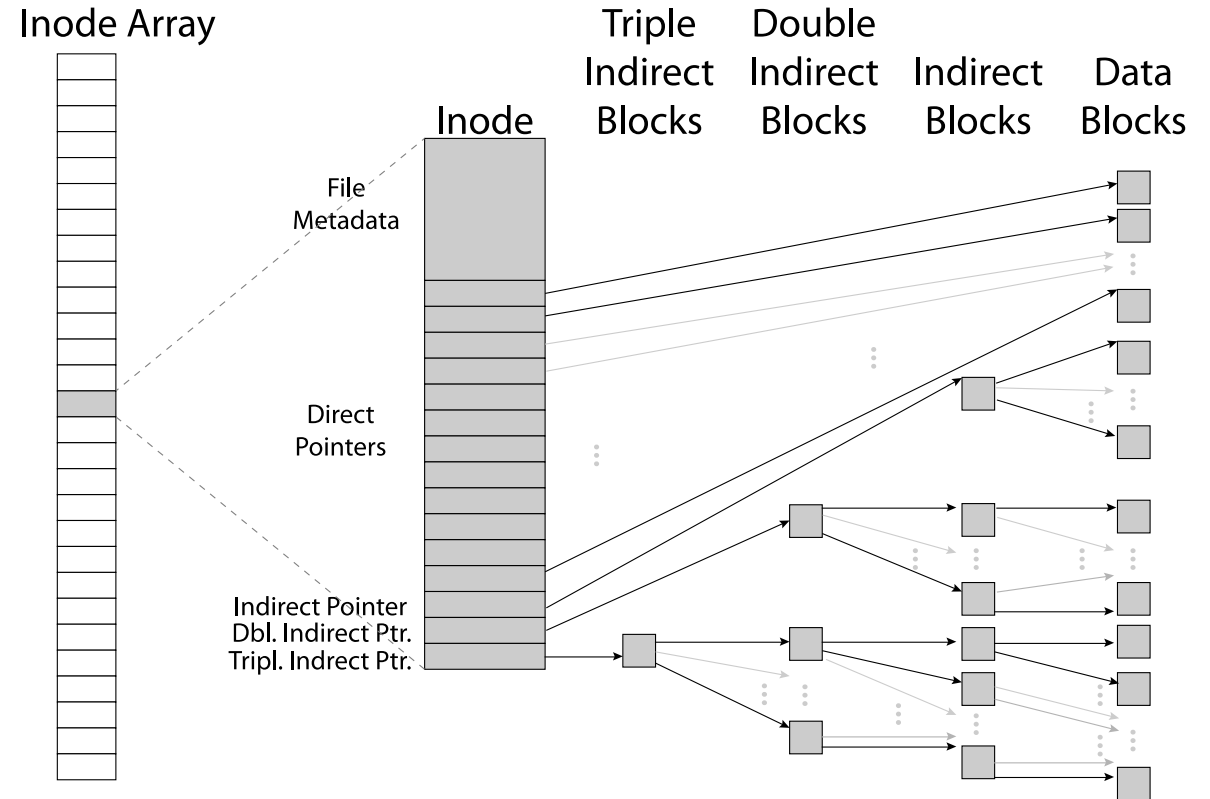 Inode Array
Triple
Indirect
Blocks
Double
Indirect
Blocks
Indirect
Blocks
Data
Blocks
Inode
File
Metadata
Direct
Pointers
Indirect Pointer
Dbl. Indirect Ptr.
Tripl. Indrect Ptr.